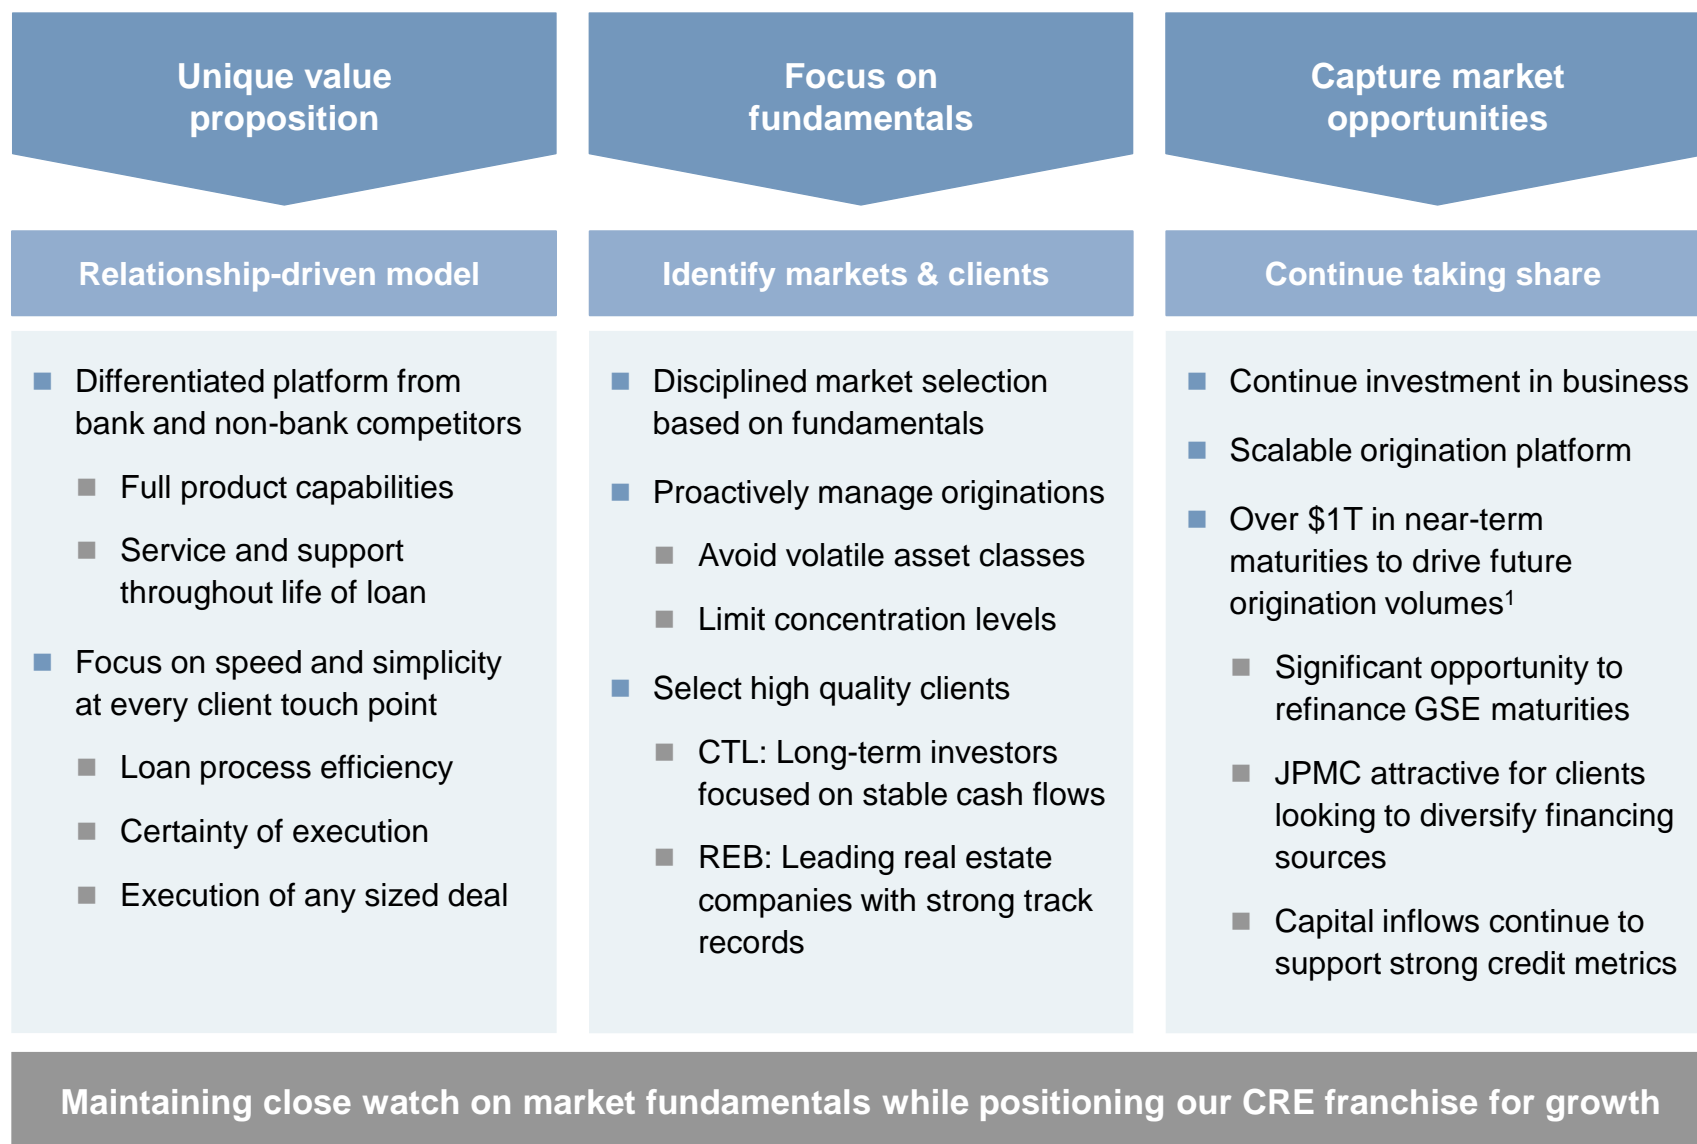 Unique value
proposition
Relationship-driven model
Differentiated platform from
bank and non-bank competitors
Full product capabilities
Service and support
throughout life of loan
Focus on speed and simplicity
at every client touch point
Loan process efficiency
Certainty of execution
Execution of any sized deal
Focus on
fundamentals
Identify markets & clients
Disciplined market selection
based on fundamentals
Proactively manage originations
Avoid volatile asset classes
Limit concentration levels
Select high quality clients
CTL: Long-term investors
focused on stable cash flows
REB: Leading real estate
companies with strong track
records
Capture market
opportunities
Continue taking share
Continue investment in business
Scalable origination platform
Over $1T in near-term
maturities to drive future
origination volumes¹
Significant opportunity to
refinance GSE maturities
JPMC attractive for clients
looking to diversify financing
sources
Capital inflows continue to
support strong credit metrics
Maintaining close watch on market fundamentals while positioning our CRE franchise for growth